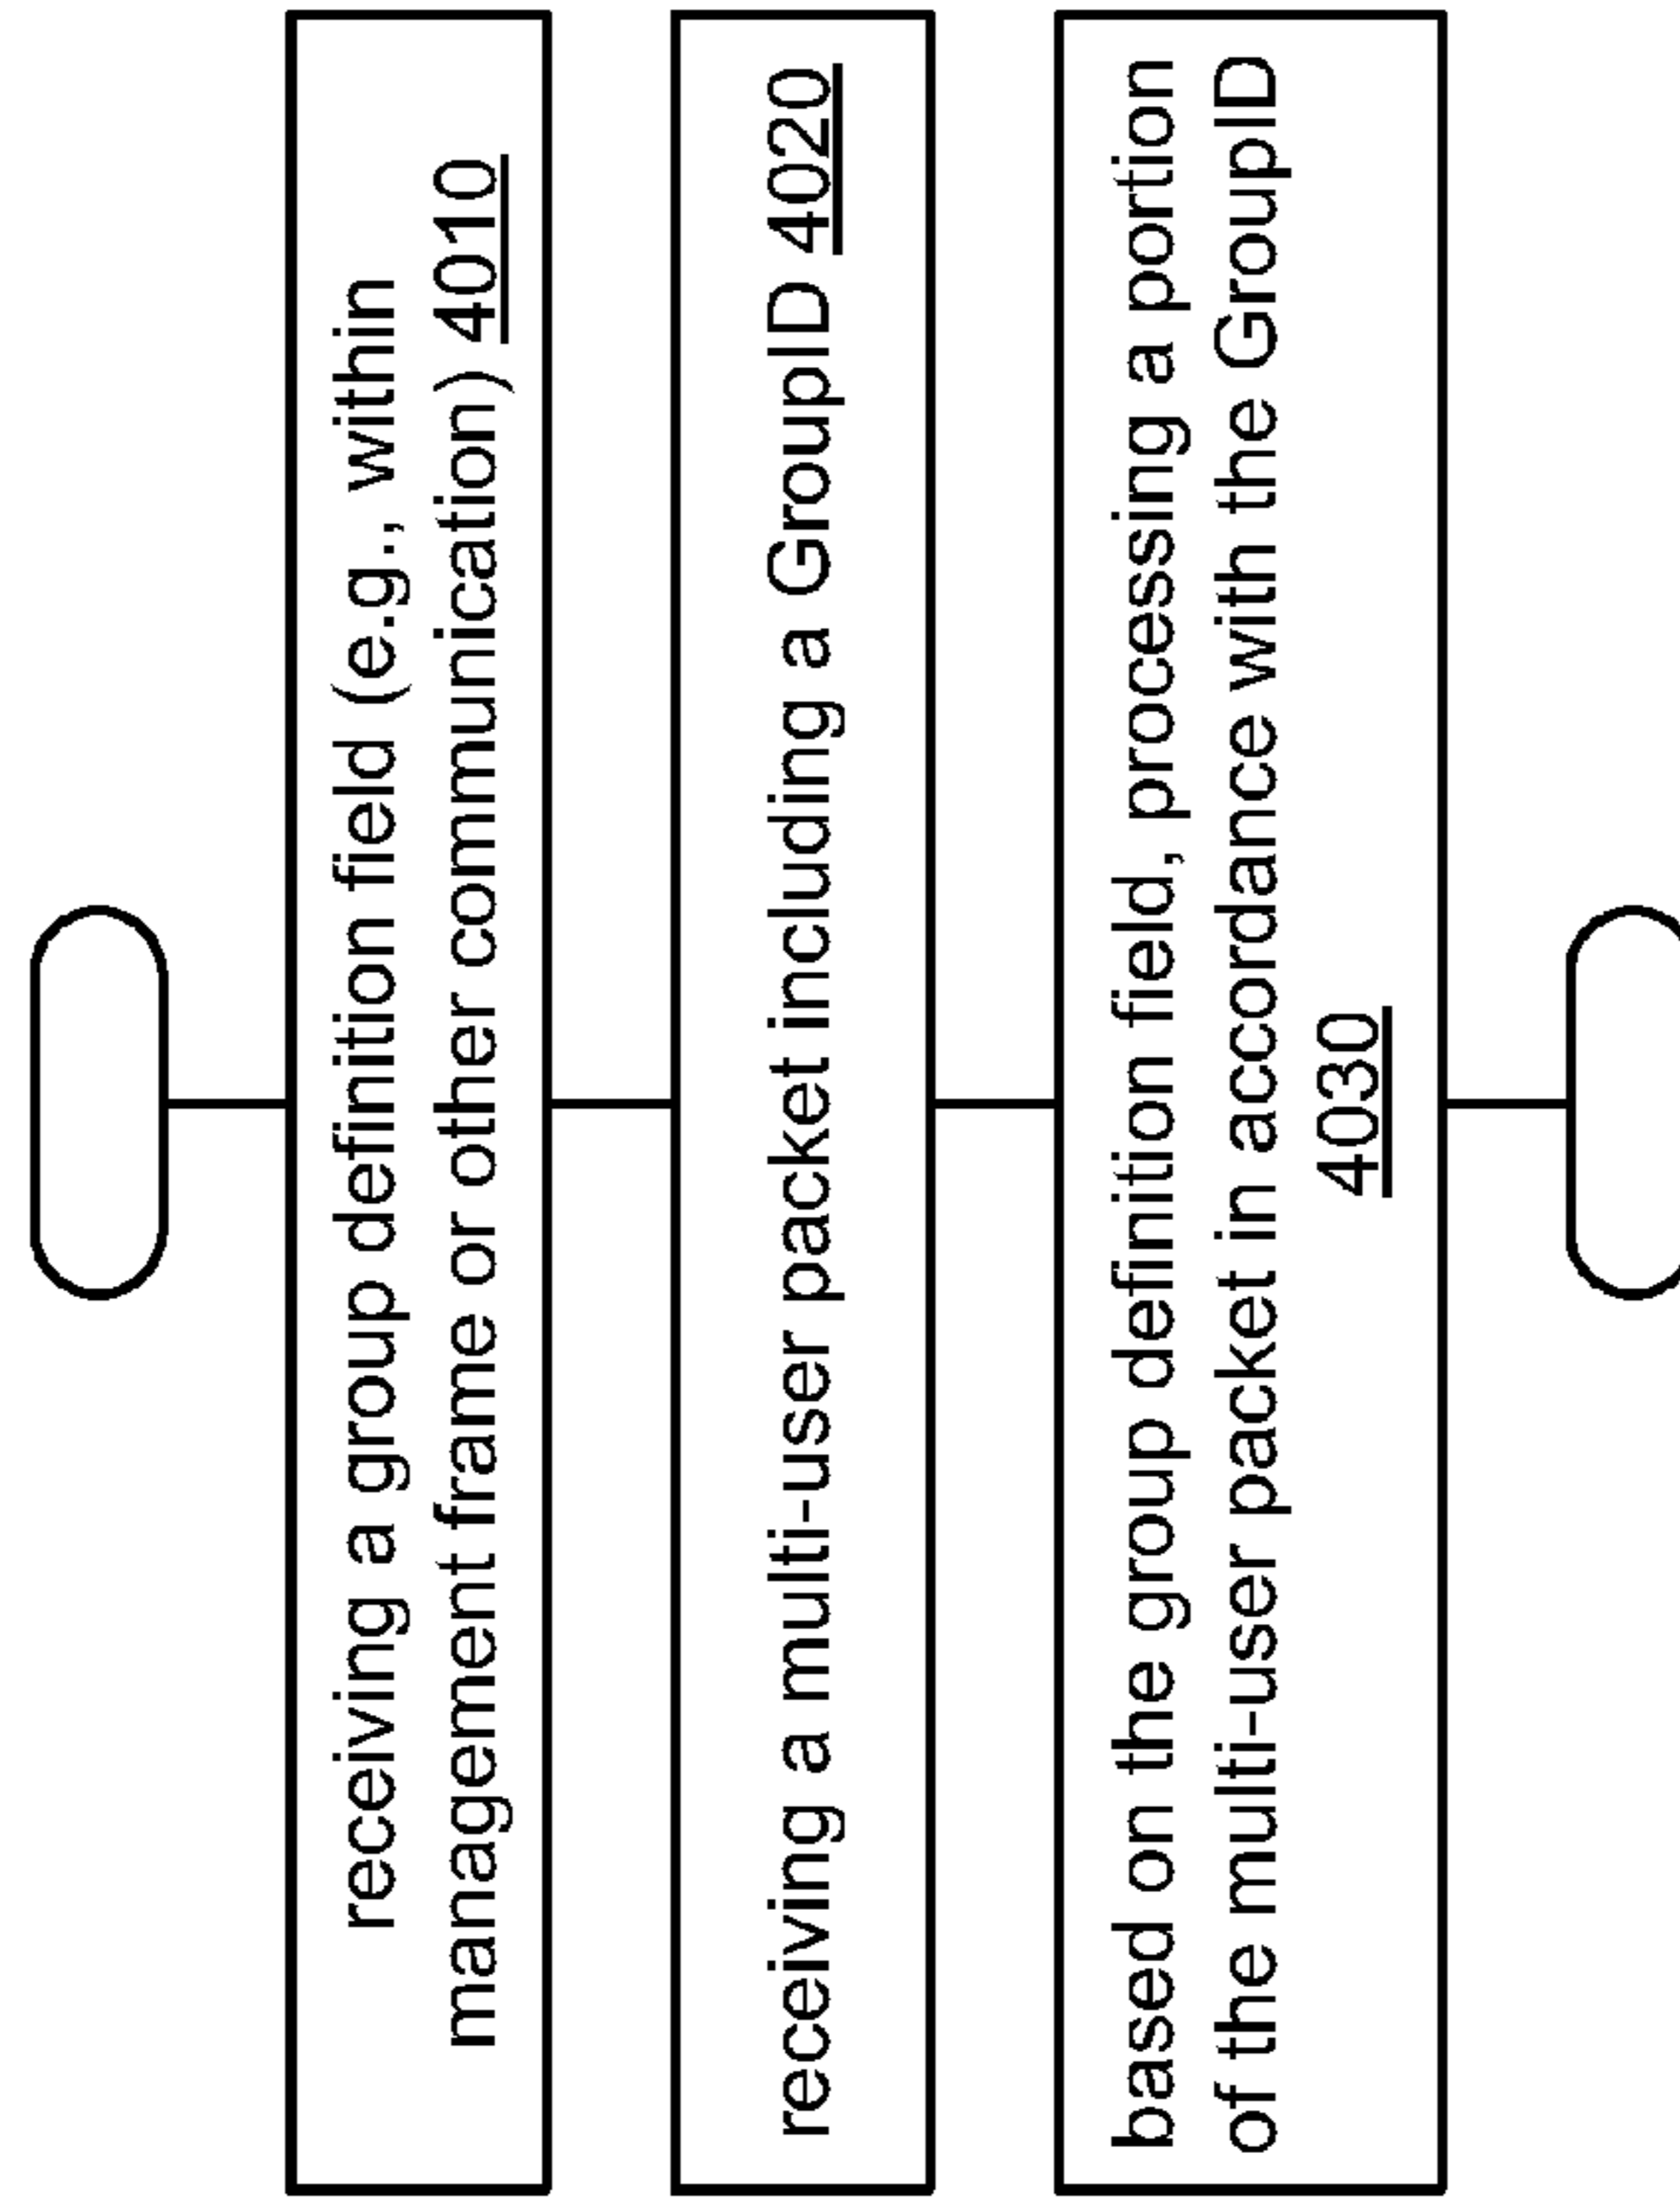 receiving a group definition field (e.g., within
management frame or other communication) 4010
receiving a multi-user packet including a GroupID 4020
based on the group definition field, processing a portion
of the multi-user packet in accordance with the GroupID
4030